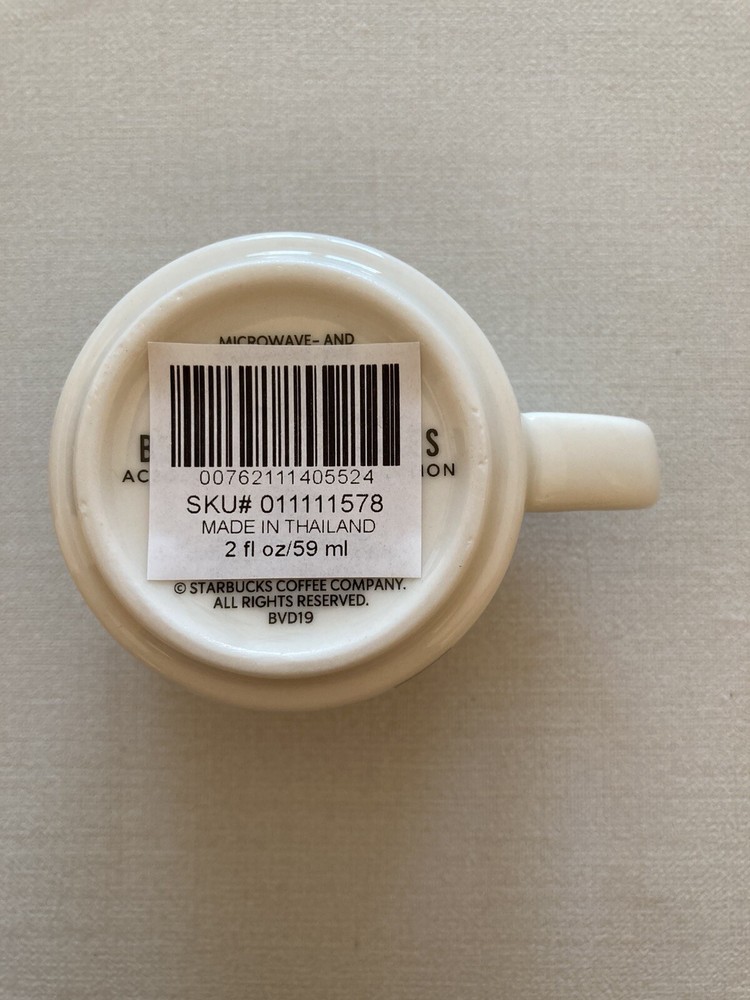 MICROWAVE- AND
00762111405524
SKU# 011111578
MADE IN THAILAND
2 fl oz/59 ml
© STARBUCKS COFFEE COMPANY.
ALL RIGHTS RESERVED.
BVD19